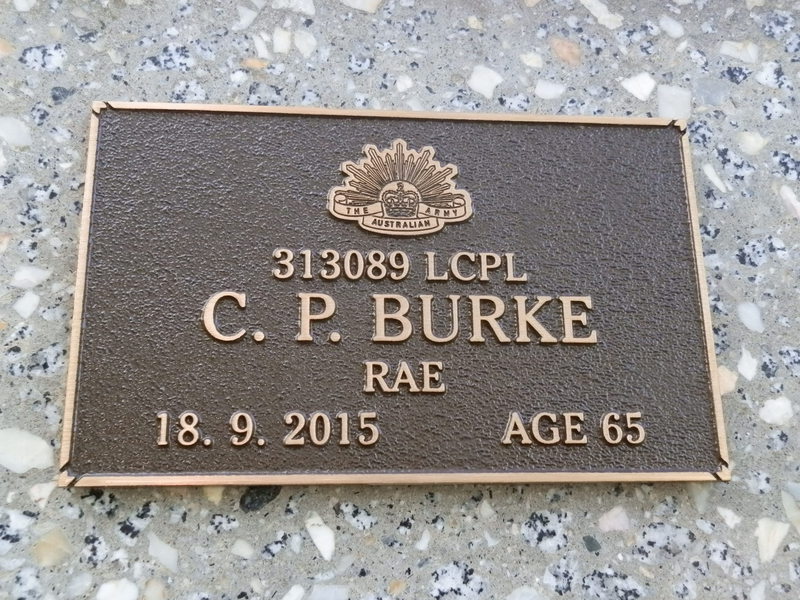 THE ARMY
AUSTRALIAN
313089 LCPL
C. P. BURKE
RAE
18. 9. 2015 AGE 65